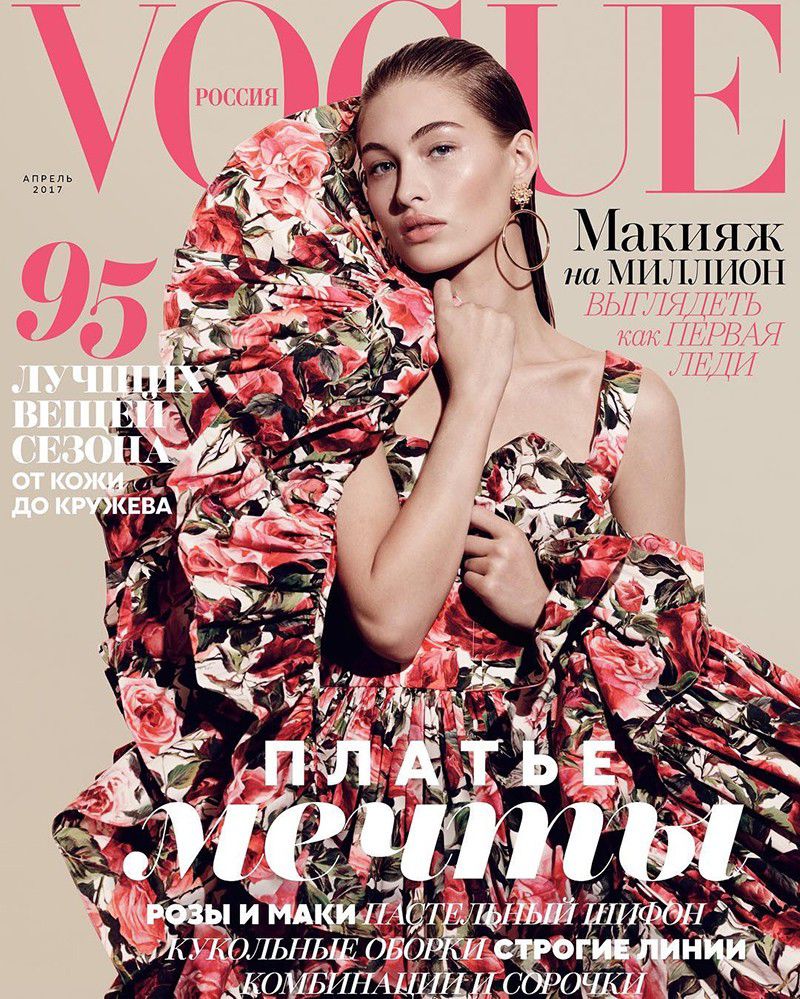 VOGUE
РОССИЯ
АПРЕЛЬ
2017
95
ЛУЧШИХ
ВЕЩЕЙ
СЕЗОНА
ОТ КОЖИ
ДО КРУЖЕВА
Макияж
на МИЛЛИОН
ВЫГЛЯДЕТЬ
как ПЕРВАЯ
ЛЕДИ
ПЛАТЬЕ
мечты
РОЗЫ И МАКИ ПАСТЕЛЬНЫЙ ШИФОН
КУКОЛЬНЫЕ ОБОРКИ СТРОГИЕ ЛИНИИ
КОМБИНАЦИИ И СОРОЧКИ